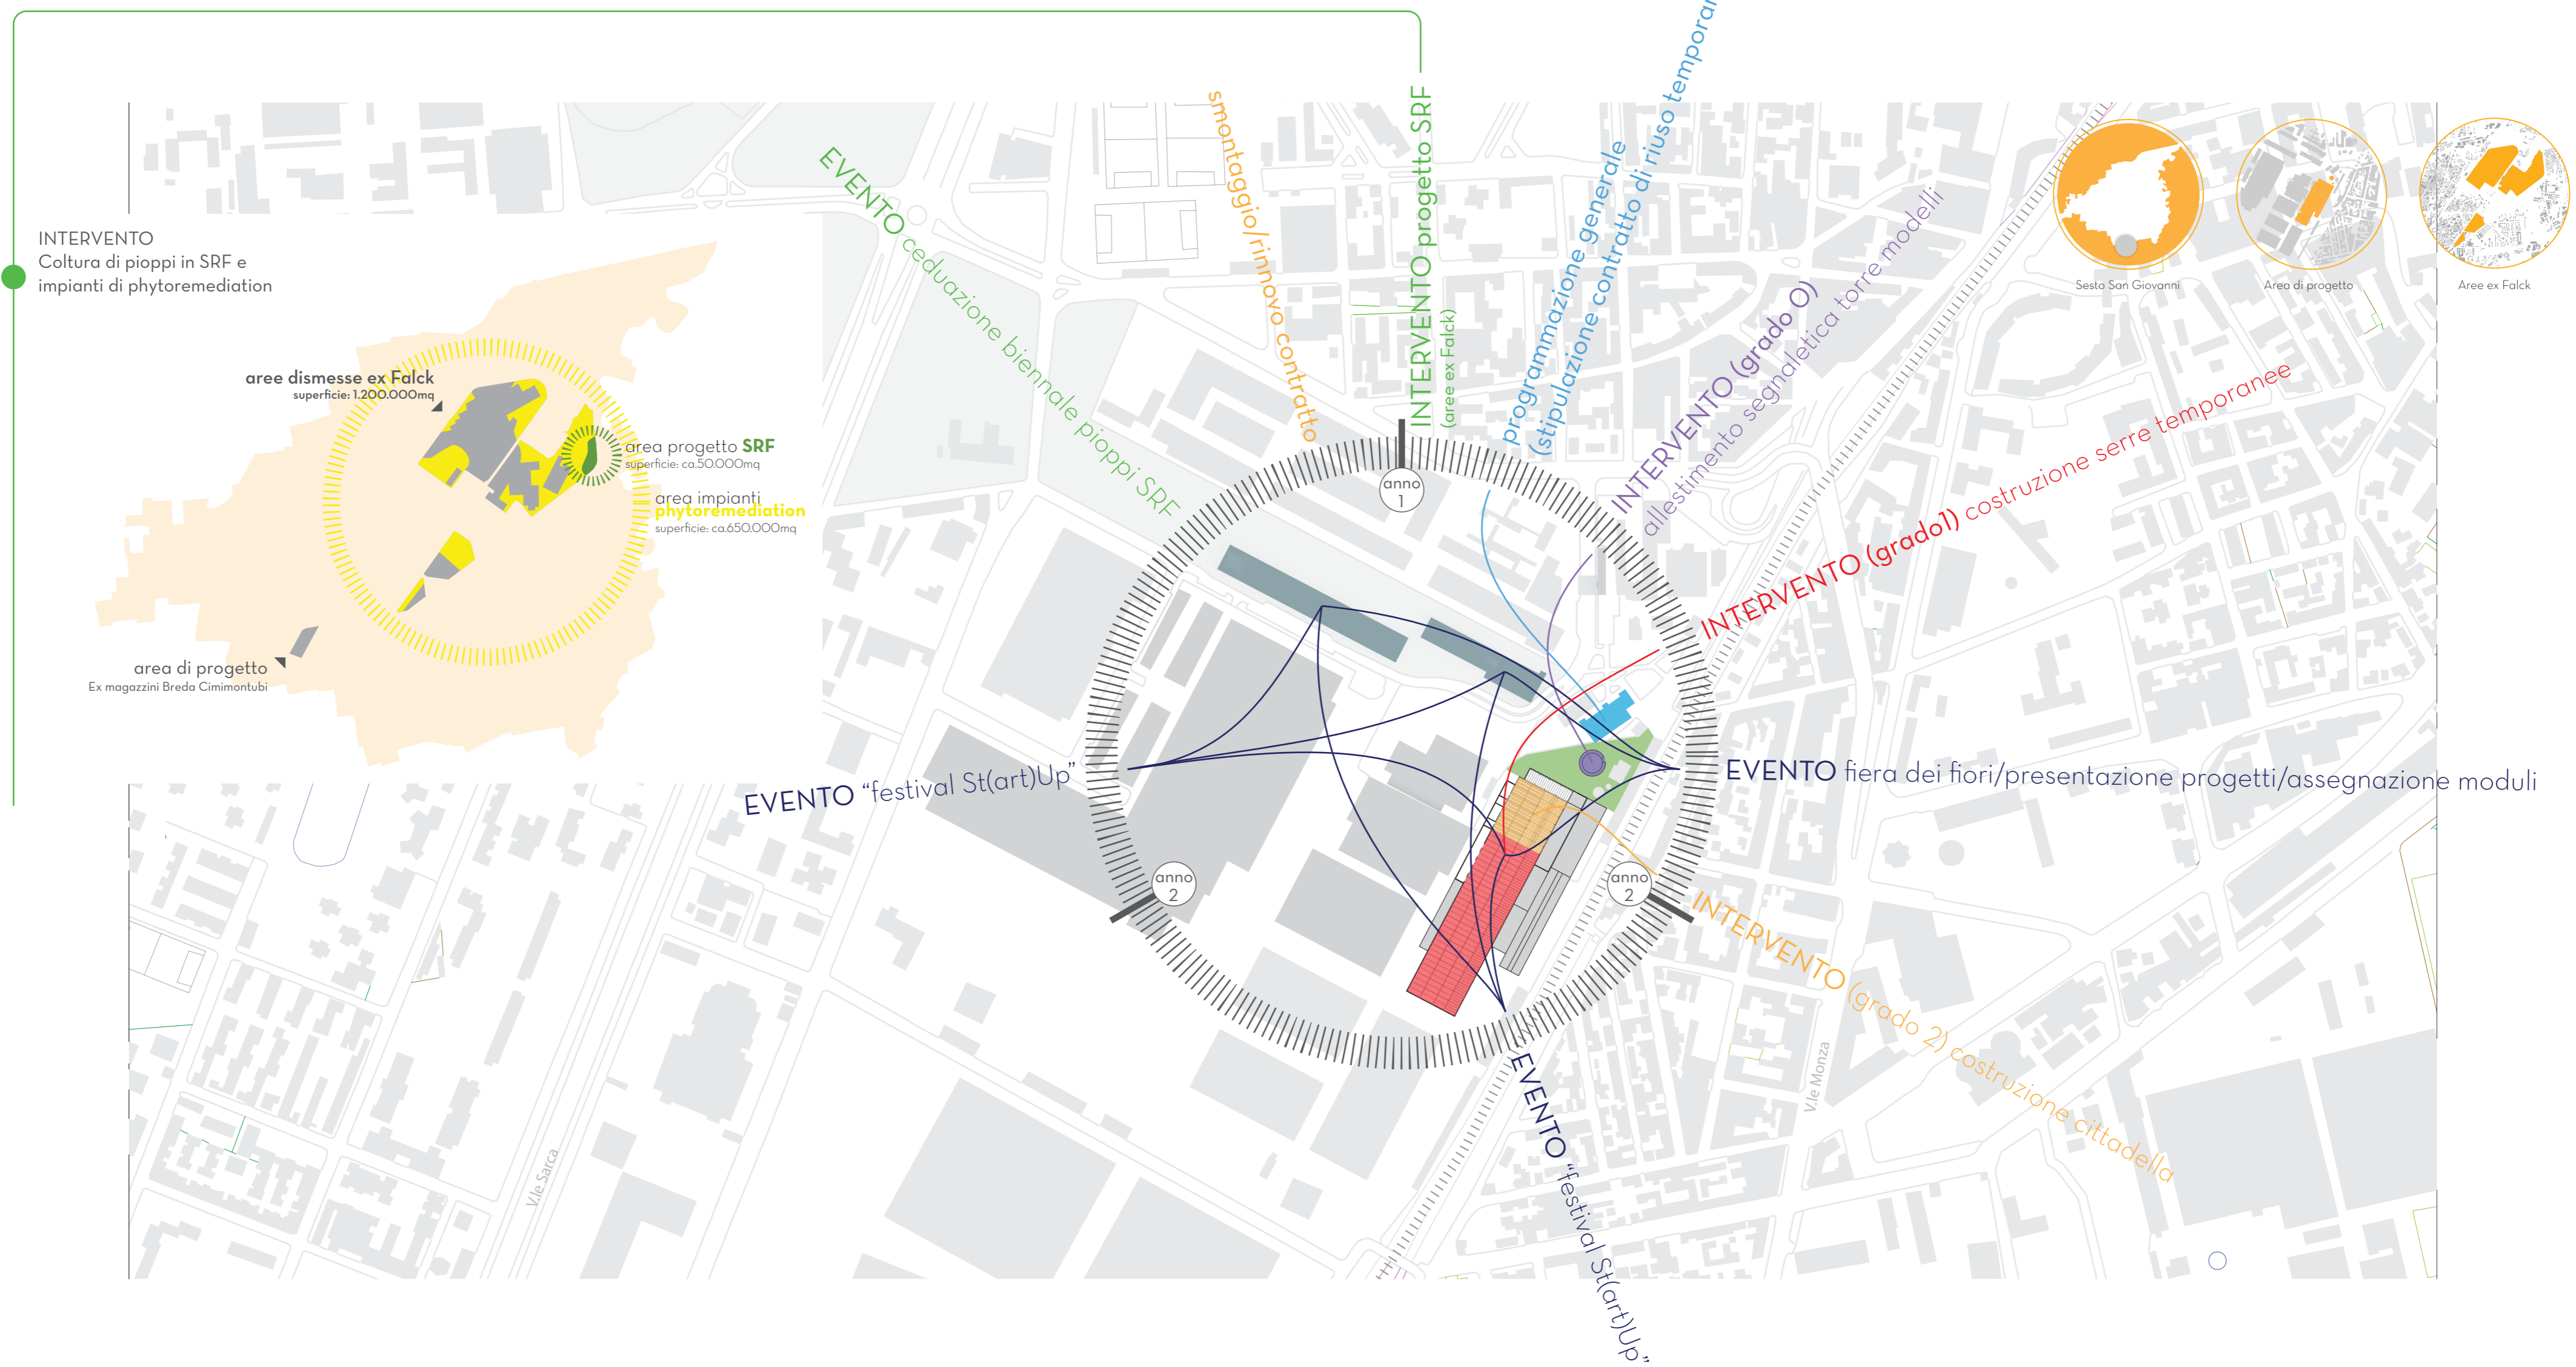 INTERVENTO
Coltura di pioppi in SRF e
impianti di phytoremediation
aree dismesse ex Falck
superficie: 1.200.000mq
area progetto SRF
superficie: ca.50.000mq
area impianti
phytoremediation
superficie: ca.650.000mq
area di progetto
Ex magazzini Breda Cimimontubi
EVENTO ceduazione biennale pioppi SRF
smontaggio/rinnovo contratto
INTERVENTO progetto SRF
(aree ex Falck)
programmazione generale
(stipulazione contratto di riuso temporar
INTERVENTO (grado 0)
allestimento segnaletica torre modelli
INTERVENTO (grado1) costruzione serre temporanee
Sesto San Giovanni
Area di progetto
Aree ex Falck
anno
1
EVENTO "festival St(art)Up"
EVENTO fiera dei fiori/presentazione progetti/assegnazione moduli
anno
2
anno
2
INTERVENTO (grado 2) costruzione cittadella
EVENTO "festival St(art)Up"
V.le Sarca
V.le Monza